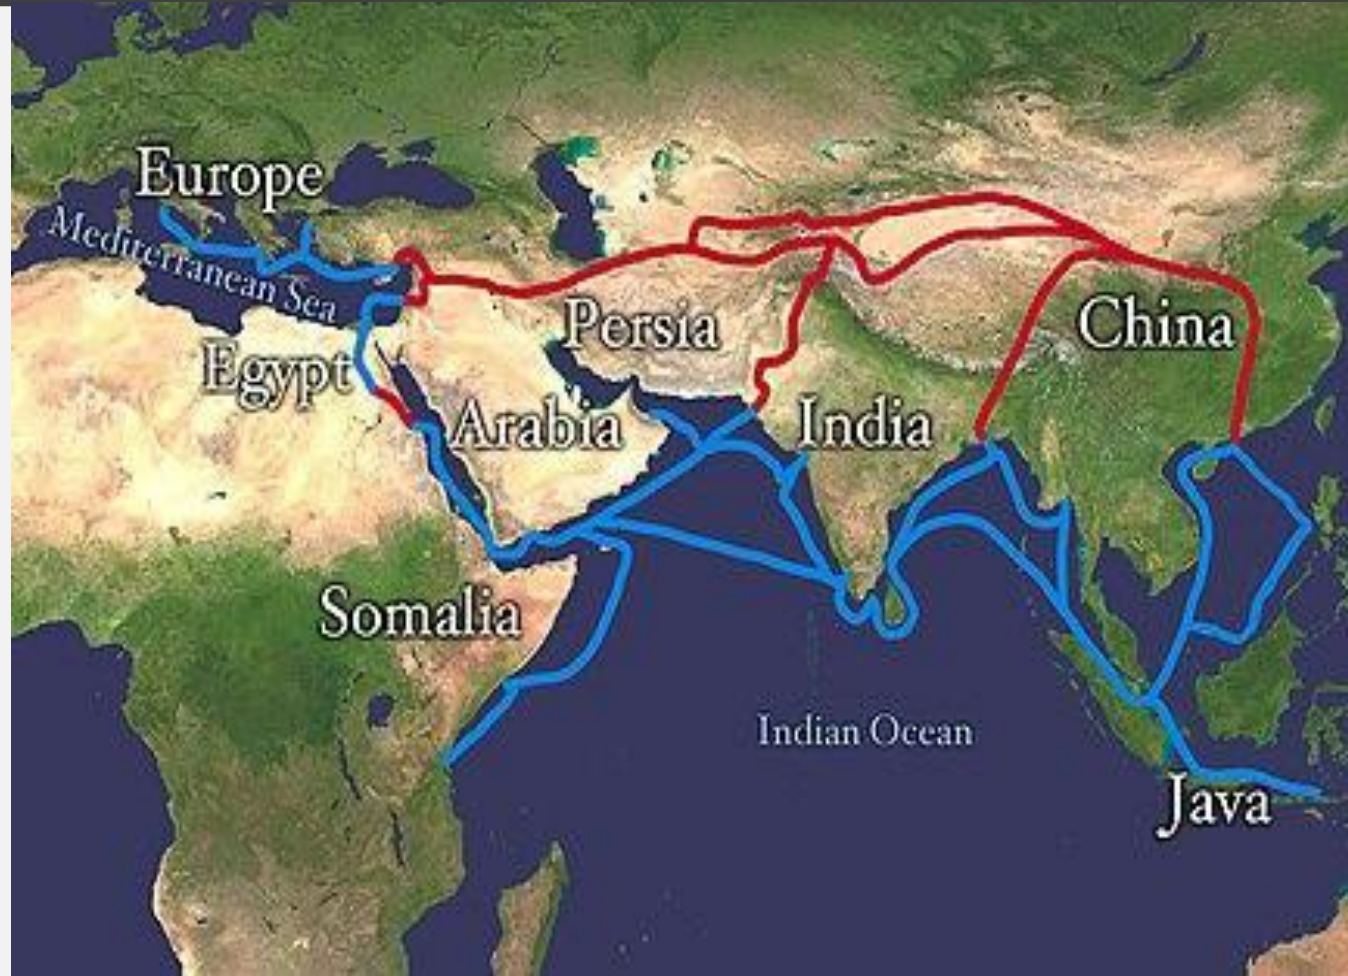 Europe
Mediterranean Sea
Persia
China
Egypt
Arabia
India
Somalia
Indian Ocean
Java